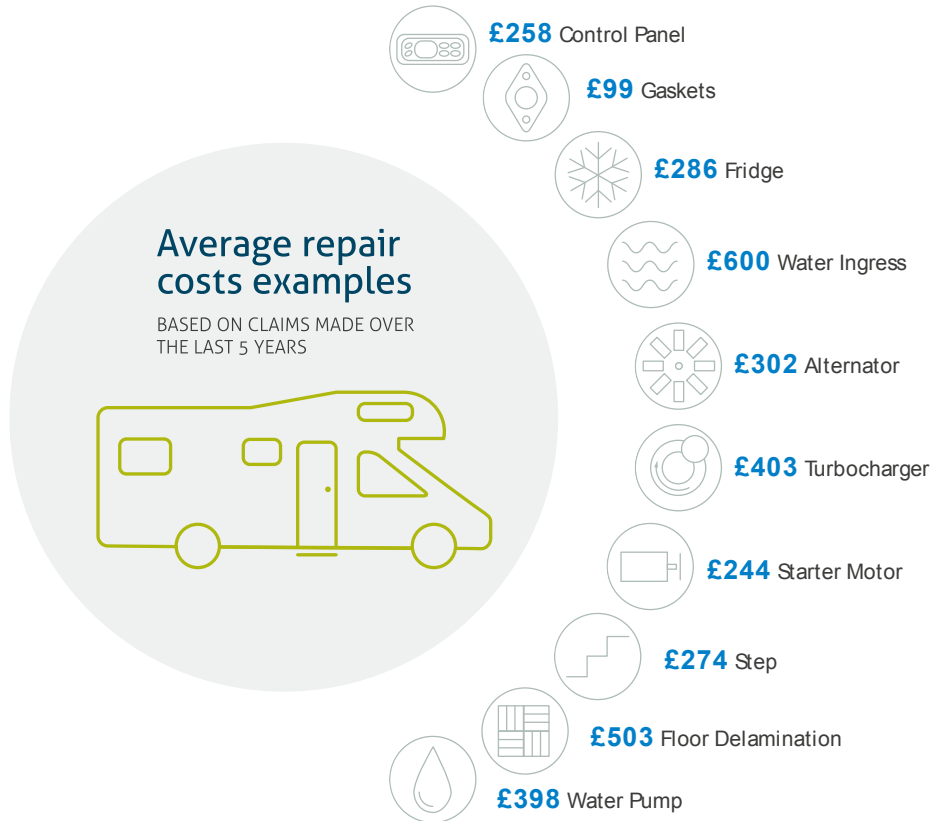 £258 Control Panel
£99 Gaskets
£286 Fridge
£600 Water Ingress
Average repair
costs examples
BASED ON CLAIMS MADE OVER
THE LAST 5 YEARS
£302 Alternator
£403 Turbocharger
£244 Starter Motor
£274 Step
£503 Floor Delamination
£398 Water Pump